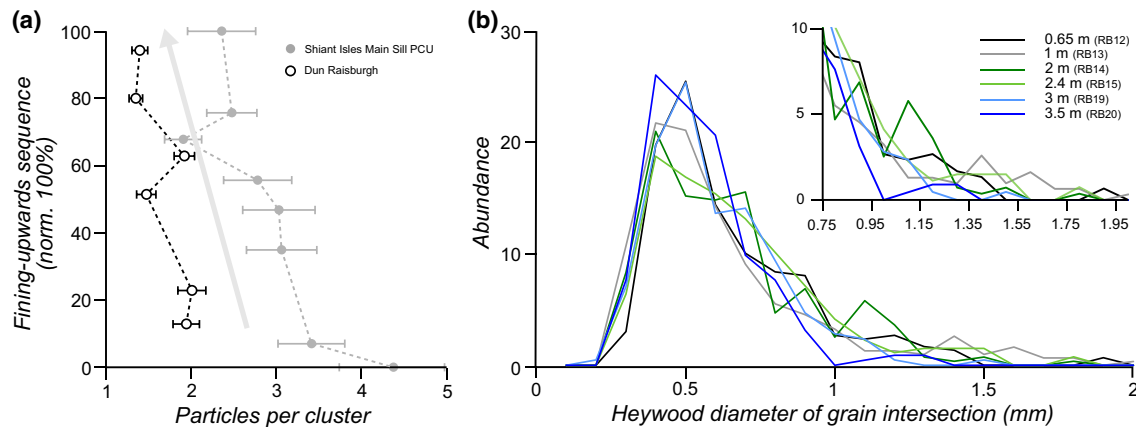 (a)
100
80
60
40
20
0
Fining-upwards sequence
(norm. 100%)
1 2 3 4 5
Particles per cluster
Shiant Isles Main Sill PCU
Dun Raisburgh
(b)
30
20
10
0
Abundance
0 0.5 1 1.5 2
Heywood diameter of grain intersection (mm)
10
5
0
0.75 0.95 1.15 1.35 1.55 1.75 1.95
0.65 m (RB12)
1 m (RB13)
2 m (RB14)
2.4 m (RB15)
3 m (RB19)
3.5 m (RB20)